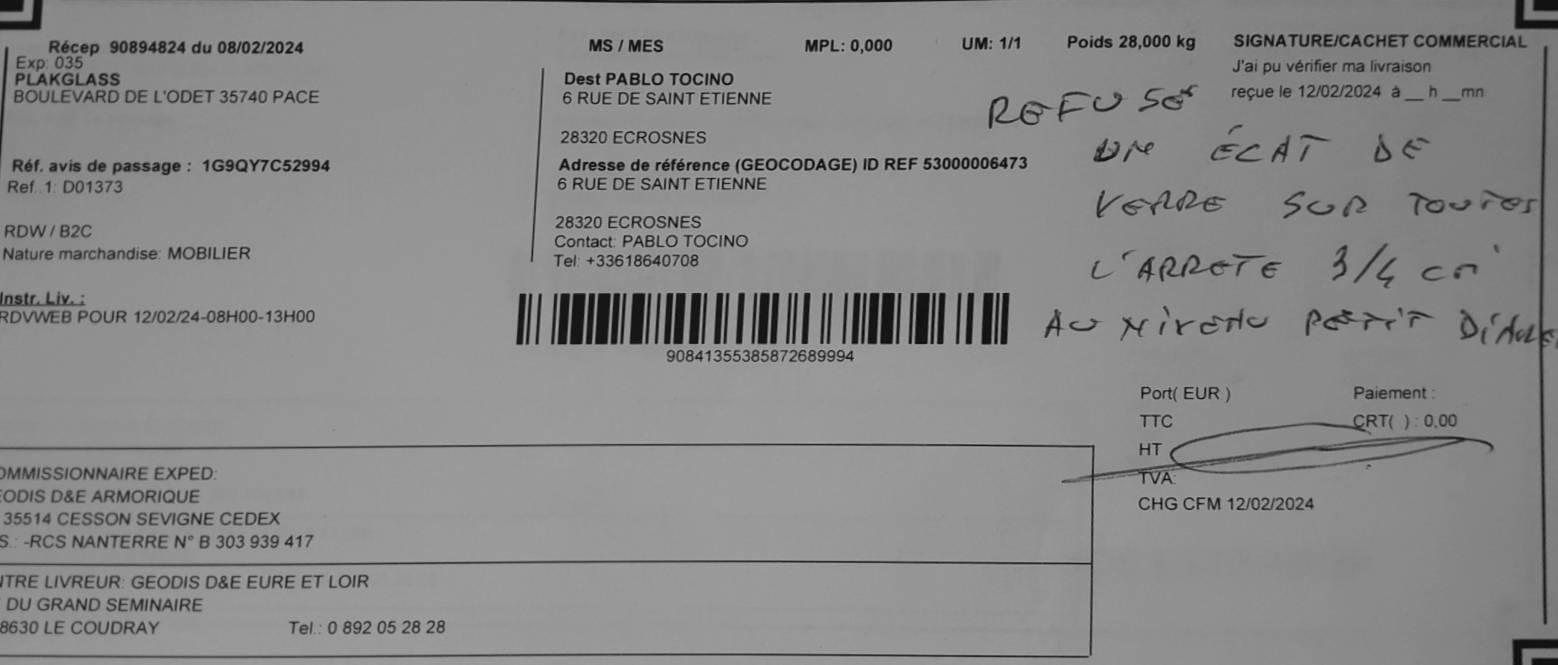 Récep 90894824 du 08/02/2024
Exp: 035
PLAKGLASS
BOULEVARD DE L'ODET 35740 PACE
Réf. avis de passage : 1G9QY7C52994
Ref. 1: D01373
RDW / B2C
Nature marchandise: MOBILIER
Instr. Liv. :
RDVWEB POUR 12/02/24-08H00-13H00
MS / MES
MPL: 0,000
UM: 1/1
Poids 28,000 kg
Dest PABLO TOCINO
6 RUE DE SAINT ETIENNE
28320 ECROSNES
Adresse de référence (GEOCODAGE) ID REF 53000006473
6 RUE DE SAINT ETIENNE
28320 ECROSNES
Contact: PABLO TOCINO
Tel: +33618640708
90841355385872689994
SIGNATURE/CACHET COMMERCIAL
J'ai pu vérifier ma livraison
reçue le 12/02/2024 à __ h __mn
REFUSÉ
UN ÉCAT DE
VERRE SUR TOUTES
L'ARRETE 3/4 cm
AU NIVEAU PETIT
Port( EUR )
Paiement :
TTC
CRT( ) : 0,00
HT
TVA:
CHG CFM 12/02/2024
OMMISSIONNAIRE EXPED:
EODIS D&E ARMORIQUE
35514 CESSON SEVIGNE CEDEX
S.: -RCS NANTERRE N° B 303 939 417
NTRE LIVREUR: GEODIS D&E EURE ET LOIR
DU GRAND SEMINAIRE
8630 LE COUDRAY Tel.: 0 892 05 28 28